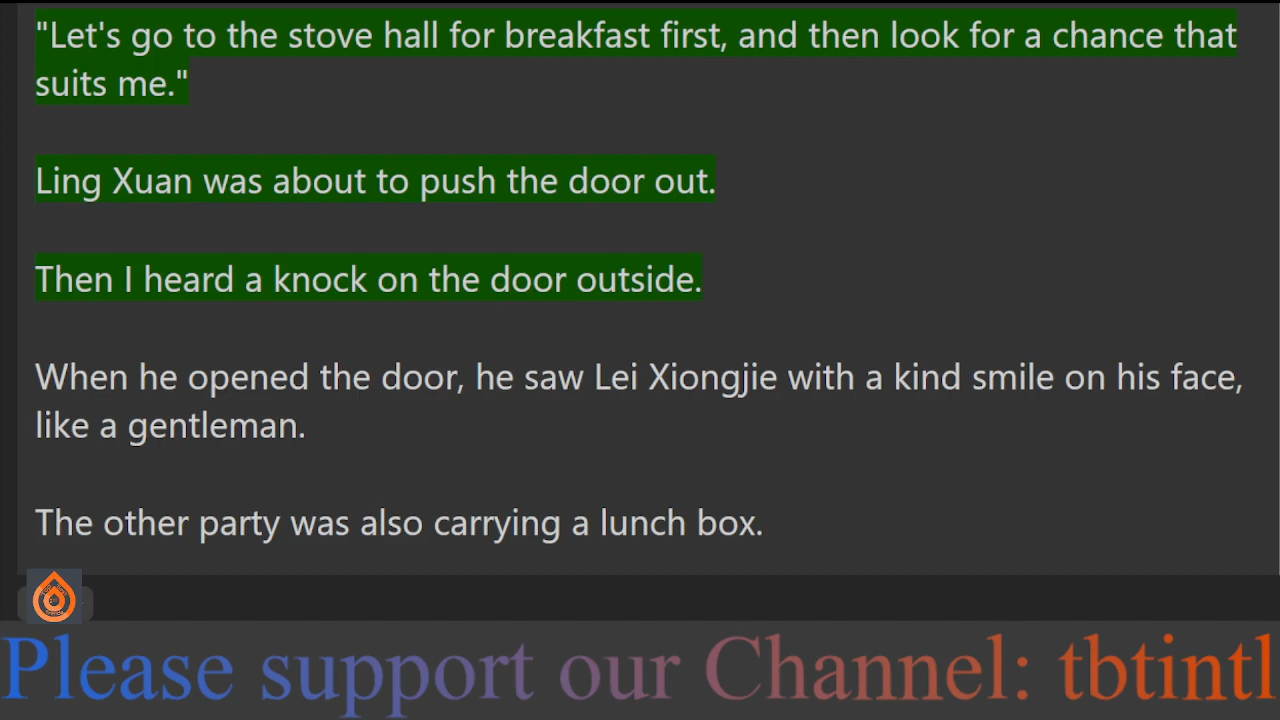 "Let's go to the stove hall for breakfast first, and then look for a chance that
suits me."
Ling Xuan was about to push the door out.
Then I heard a knock on the door outside.
When he opened the door, he saw Lei Xiongjie with a kind smile on his face,
like a gentleman.
The other party was also carrying a lunch box.
Please support our Channel: tbtintl